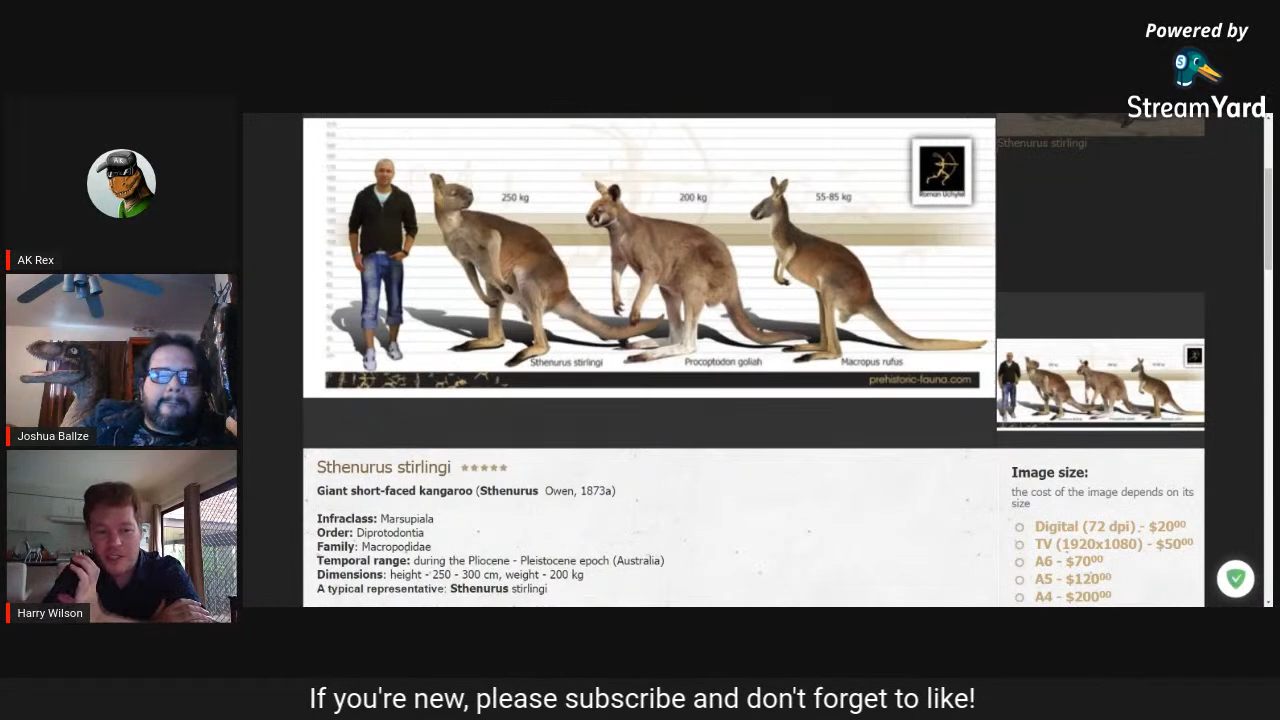 Powered by
StreamYard
AK
AK Rex
Joshua Ballze
Harry Wilson
250 kg
200 kg
55-85 kg
Roman Uchytel
Sthenurus stirlingi
Procoptodon goliah
Macropus rufus
prehistoric-fauna.com
Sthenurus stirlingi
Sthenurus stirlingi ★★★★★
Giant short-faced kangaroo (Sthenurus Owen, 1873a)
Infraclass: Marsupiala
Order: Diprotodontia
Family: Macropodidae
Temporal range: during the Pliocene - Pleistocene epoch (Australia)
Dimensions: height - 250 - 300 cm, weight - 200 kg
A typical representative: Sthenurus stirlingi
Image size:
the cost of the image depends on its
size
Digital (72 dpi) - $20⁰⁰
TV (1920x1080) - $50⁰⁰
A6 - $70⁰⁰
A5 - $120⁰⁰
A4 - $200⁰⁰
If you're new, please subscribe and don't forget to like!